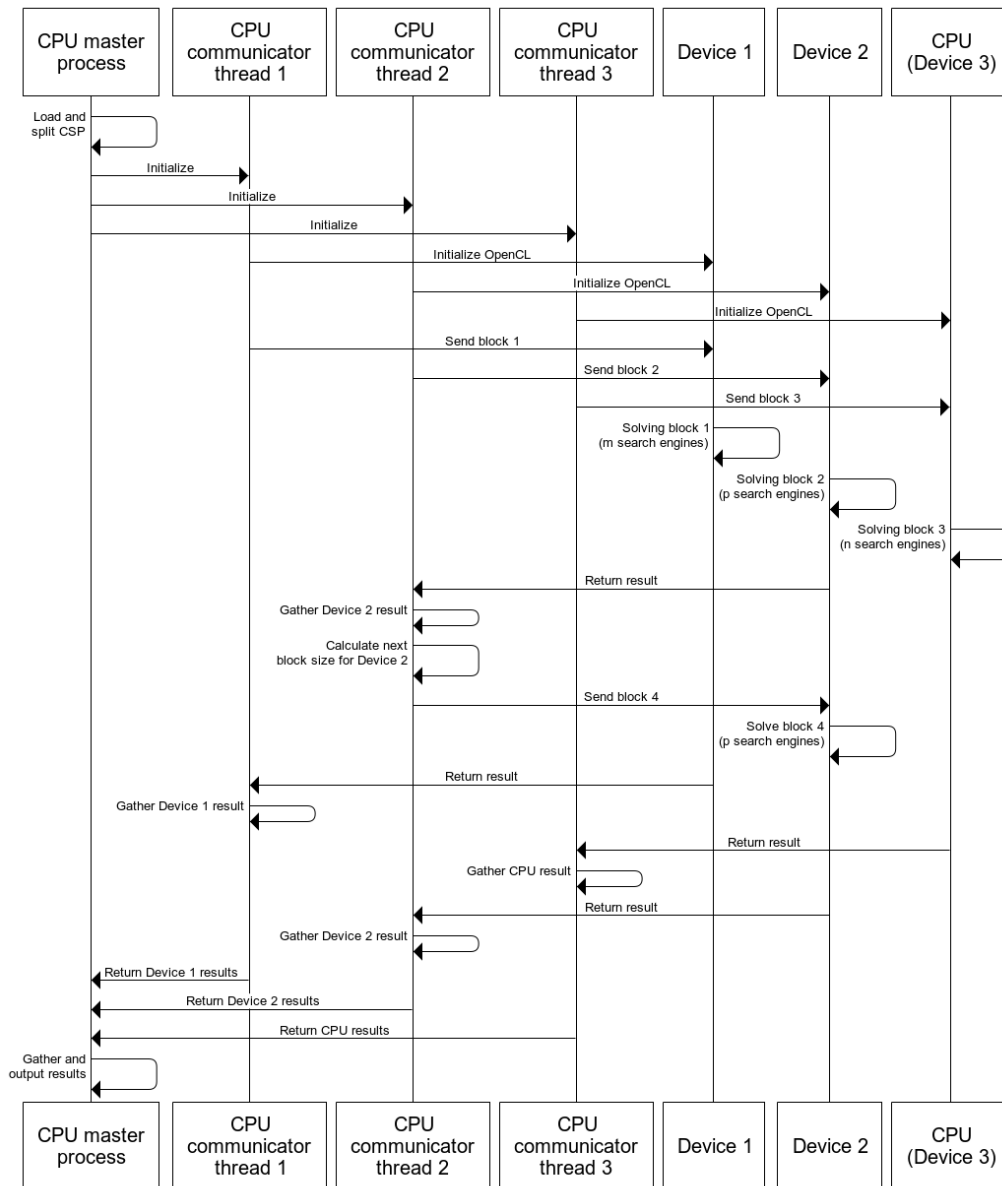 CPU master
process
CPU
communicator
thread 1
CPU
communicator
thread 2
CPU
communicator
thread 3
Device 1
Device 2
CPU
(Device 3)
Load and
split CSP
Initialize
Initialize
Initialize
Initialize OpenCL
Initialize OpenCL
Initialize OpenCL
Send block 1
Send block 2
Send block 3
Solving block 1
(m search engines)
Solving block 2
(p search engines)
Solving block 3
(n search engines)
Return result
Gather Device 2 result
Calculate next
block size for Device 2
Send block 4
Solve block 4
(p search engines)
Return result
Gather Device 1 result
Return result
Gather CPU result
Return result
Gather Device 2 result
Return Device 1 results
Return Device 2 results
Return CPU results
Gather and
output results
CPU master
process
CPU
communicator
thread 1
CPU
communicator
thread 2
CPU
communicator
thread 3
Device 1
Device 2
CPU
(Device 3)